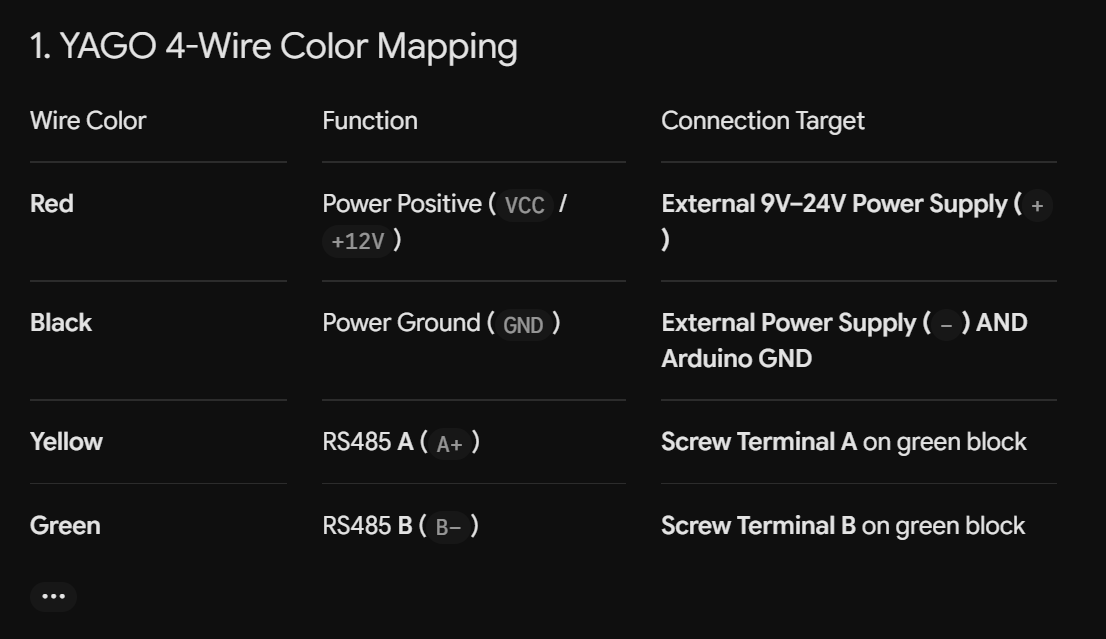 1. YAGO 4-Wire Color Mapping
Wire Color Function Connection Target
Red Power Positive ( VCC / External 9V–24V Power Supply ( +
+12V ) )
Black Power Ground ( GND ) External Power Supply ( – ) AND
Arduino GND
Yellow RS485 A ( A+ ) Screw Terminal A on green block
Green RS485 B ( B– ) Screw Terminal B on green block
•••